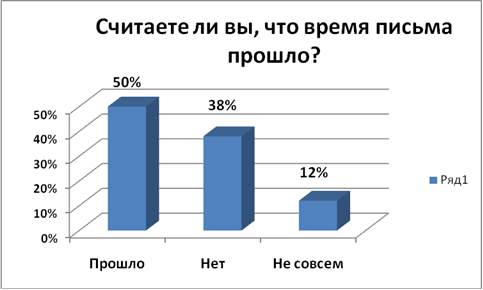 Считаете ли вы, что время письма
прошло?
50%
38%
12%
50%
40%
30%
20%
10%
0%
Прошло Нет Не совсем
Ряд1